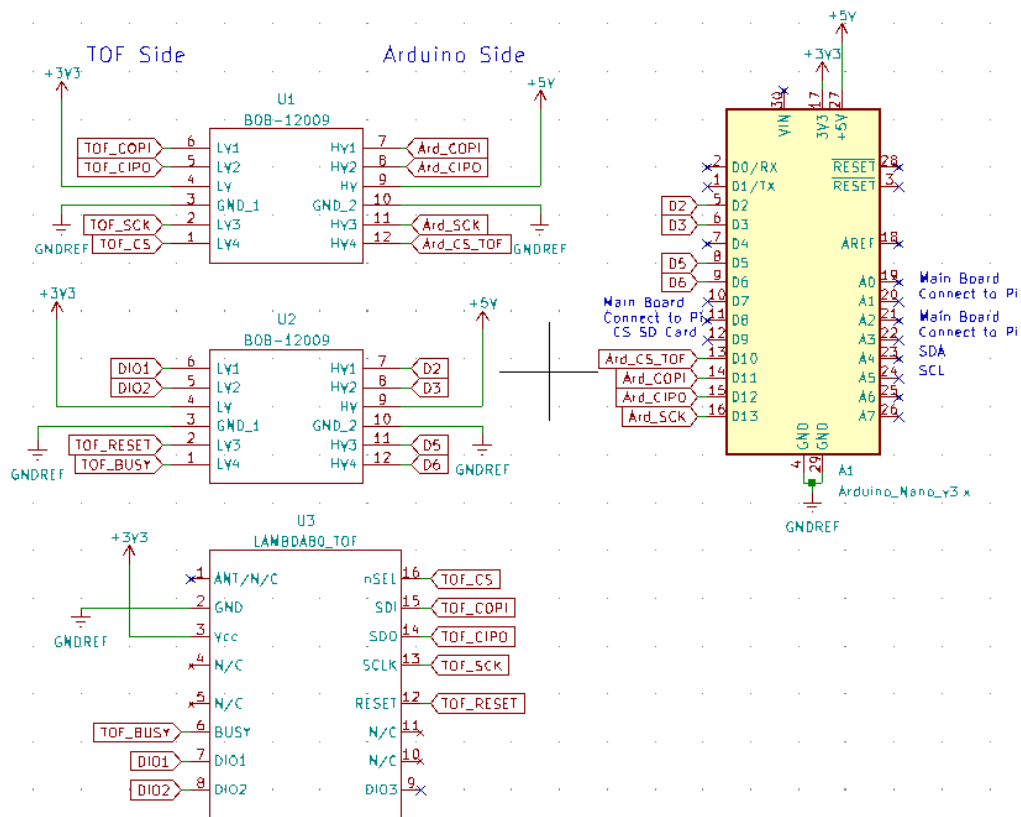 TOF Side
Arduino Side
+3V3
+5V
U1
BOB-12009
TOF_COPI 6 LV1 HV1 7 Ard_COPI
TOF_CIPO 5 LV2 HV2 8 Ard_CIPO
4 LV HV 9
3 GND_1 GND_2 10
TOF_SCK 2 LV3 HV3 11 Ard_SCK
TOF_CS 1 LV4 HV4 12 Ard_CS_TOF
GNDREF
GNDREF
+3V3
+5V
U2
BOB-12009
DIO1 6 LV1 HV1 7 D2
DIO2 5 LV2 HV2 8 D3
4 LV HV 9
3 GND_1 GND_2 10
TOF_RESET 2 LV3 HV3 11 D5
TOF_BUSY 1 LV4 HV4 12 D6
GNDREF
GNDREF
+3V3
U3
LAMBDA80_TOF
1 ANT/N/C nSEL 16 TOF_CS
2 GND SDI 15 TOF_COPI
GNDREF
3 Vcc SDO 14 TOF_CIPO
4 N/C SCLK 13 TOF_SCK
5 N/C RESET 12 TOF_RESET
TOF_BUSY 6 BUSY N/C 11
DIO1 7 DIO1 N/C 10
DIO2 8 DIO2 DIO3 9
+5V
+3V3
30 17 27
VIN 3V3 +5V
2 D0/RX RESET 28
1 D1/TX RESET 3
D2 5 D2
D3 6 D3
7 D4 AREF 18
D5 8 D5
D6 9 D6 A0 19
10 D7 A1 20
11 D8 A2 21
12 D9 A3 22
Ard_CS_TOF 13 D10 A4 23
Ard_COPI 14 D11 A5 24
Ard_CIPO 15 D12 A6 25
Ard_SCK 16 D13 A7 26
Main Board
Connect to Pi
CS SD Card
Main Board
Connect to Pi
Main Board
Connect to Pi
SDA
SCL
GND GND
4 29
A1
Arduino_Nano_v3.x
GNDREF